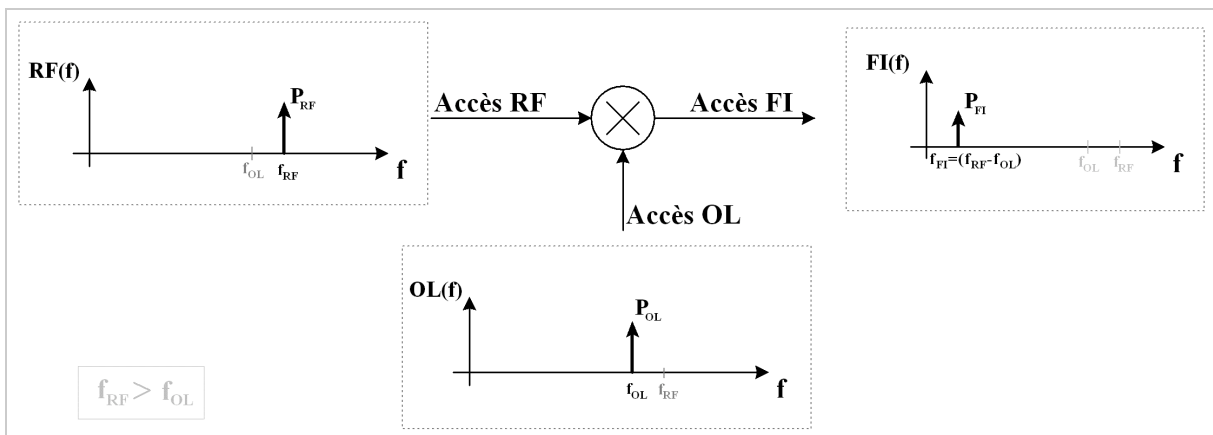 RF(f)
P_RF
f_OL
f_RF
f
Accès RF
Accès FI
Accès OL
FI(f)
P_FI
f_FI=(f_RF-f_OL)
f_OL
f_RF
f
OL(f)
P_OL
f_OL
f_RF
f
f_RF > f_OL